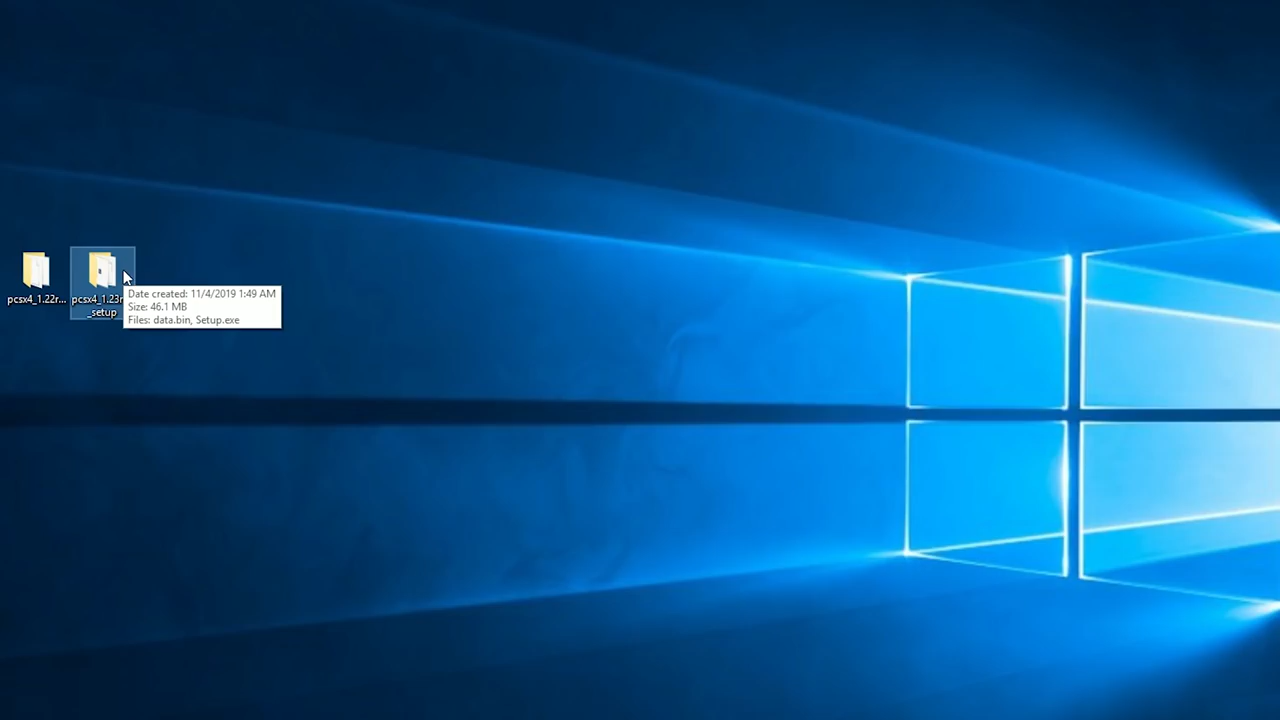 pcsx4_1.22r...
pcsx4_1.23r
_setup
Date created: 11/4/2019 1:49 AM
Size: 46.1 MB
Files: data.bin, Setup.exe